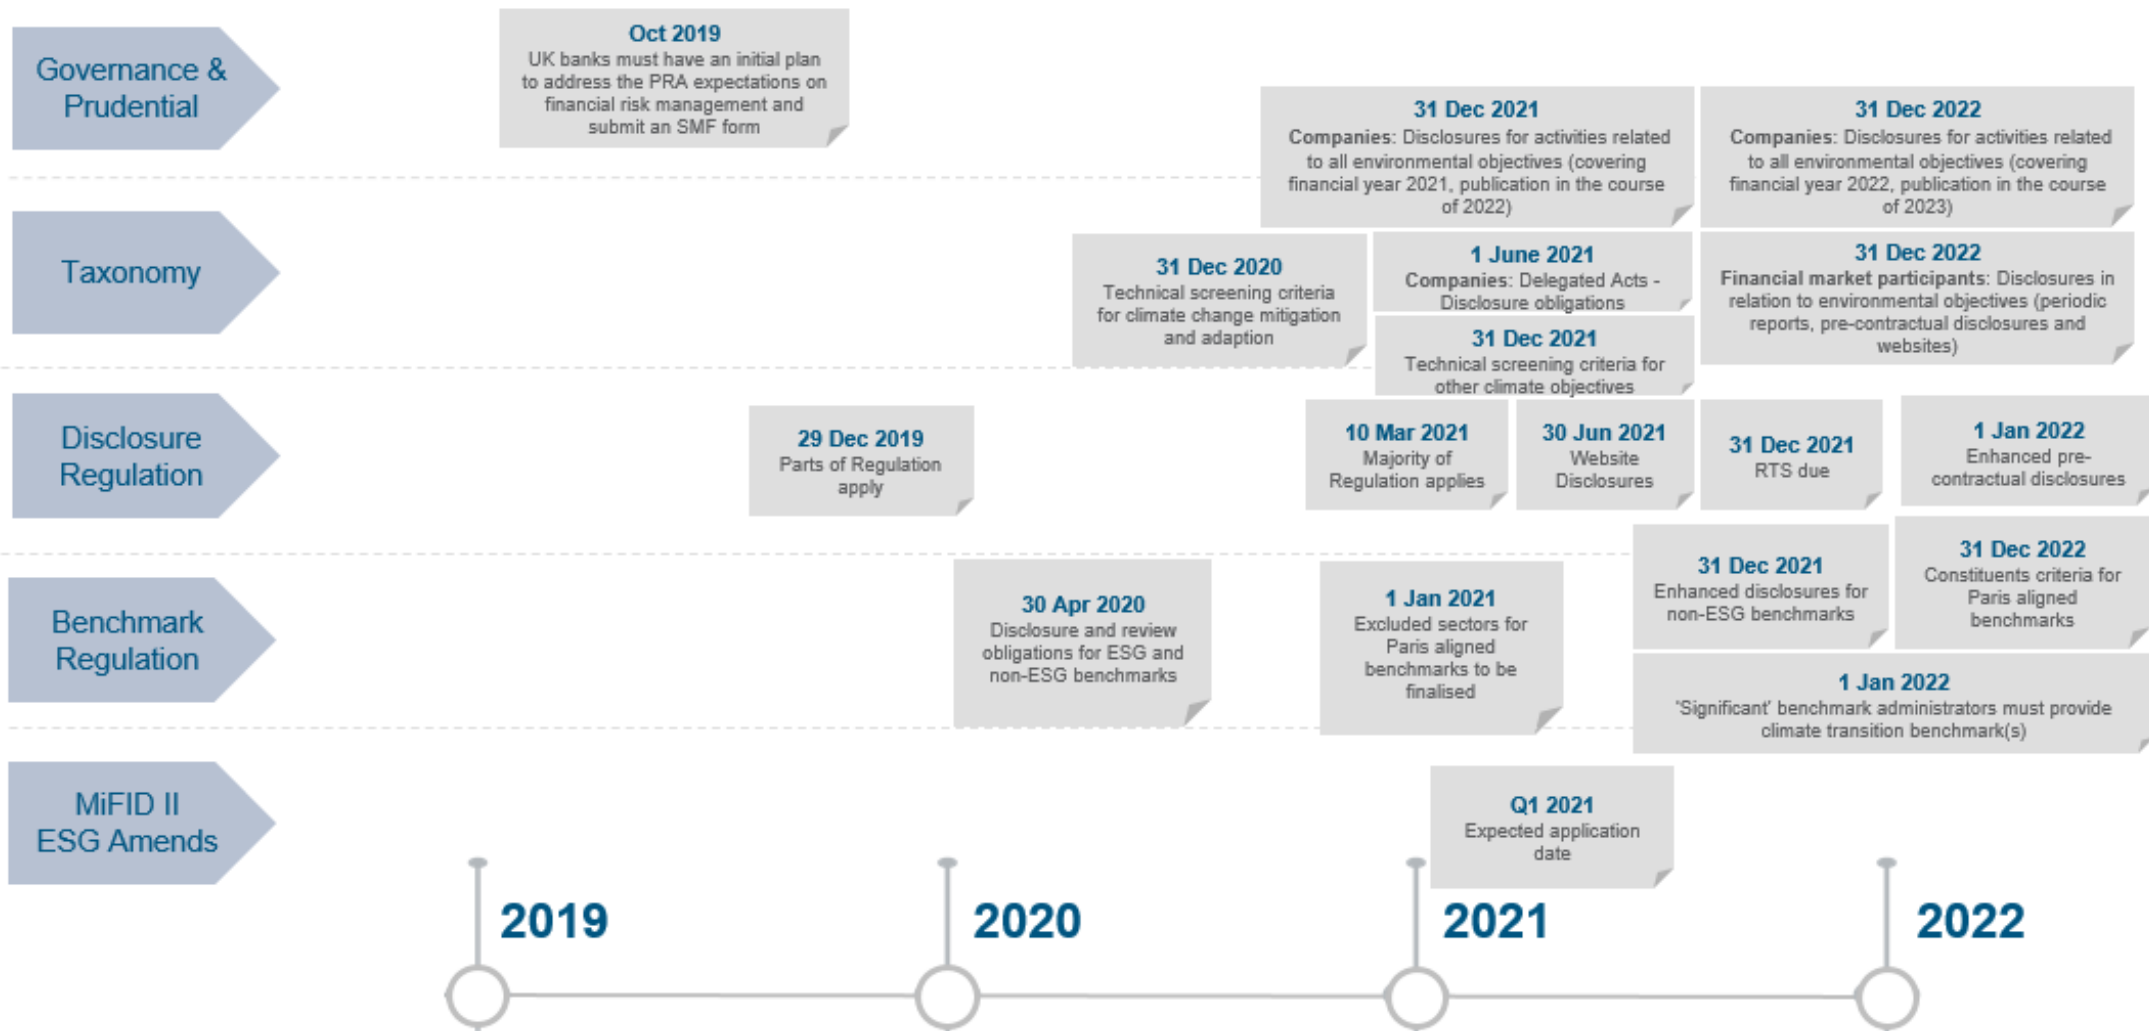 Governance &
Prudential
Oct 2019
UK banks must have an initial plan
to address the PRA expectations on
financial risk management and
submit an SMF form
31 Dec 2021
Companies: Disclosures for activities related
to all environmental objectives (covering
financial year 2021, publication in the course
of 2022)
31 Dec 2022
Companies: Disclosures for activities related
to all environmental objectives (covering
financial year 2022, publication in the course
of 2023)
Taxonomy
31 Dec 2020
Technical screening criteria
for climate change mitigation
and adaption
1 June 2021
Companies: Delegated Acts -
Disclosure obligations
31 Dec 2021
Technical screening criteria for
other climate objectives
31 Dec 2022
Financial market participants: Disclosures in
relation to environmental objectives (periodic
reports, pre-contractual disclosures and
websites)
Disclosure
Regulation
29 Dec 2019
Parts of Regulation
apply
10 Mar 2021
Majority of
Regulation applies
30 Jun 2021
Website
Disclosures
31 Dec 2021
RTS due
1 Jan 2022
Enhanced pre-
contractual disclosures
Benchmark
Regulation
30 Apr 2020
Disclosure and review
obligations for ESG and
non-ESG benchmarks
1 Jan 2021
Excluded sectors for
Paris aligned
benchmarks to be
finalised
31 Dec 2021
Enhanced disclosures for
non-ESG benchmarks
31 Dec 2022
Constituents criteria for
Paris aligned
benchmarks
1 Jan 2022
'Significant' benchmark administrators must provide
climate transition benchmark(s)
MiFID II
ESG Amends
Q1 2021
Expected application
date
2019
2020
2021
2022